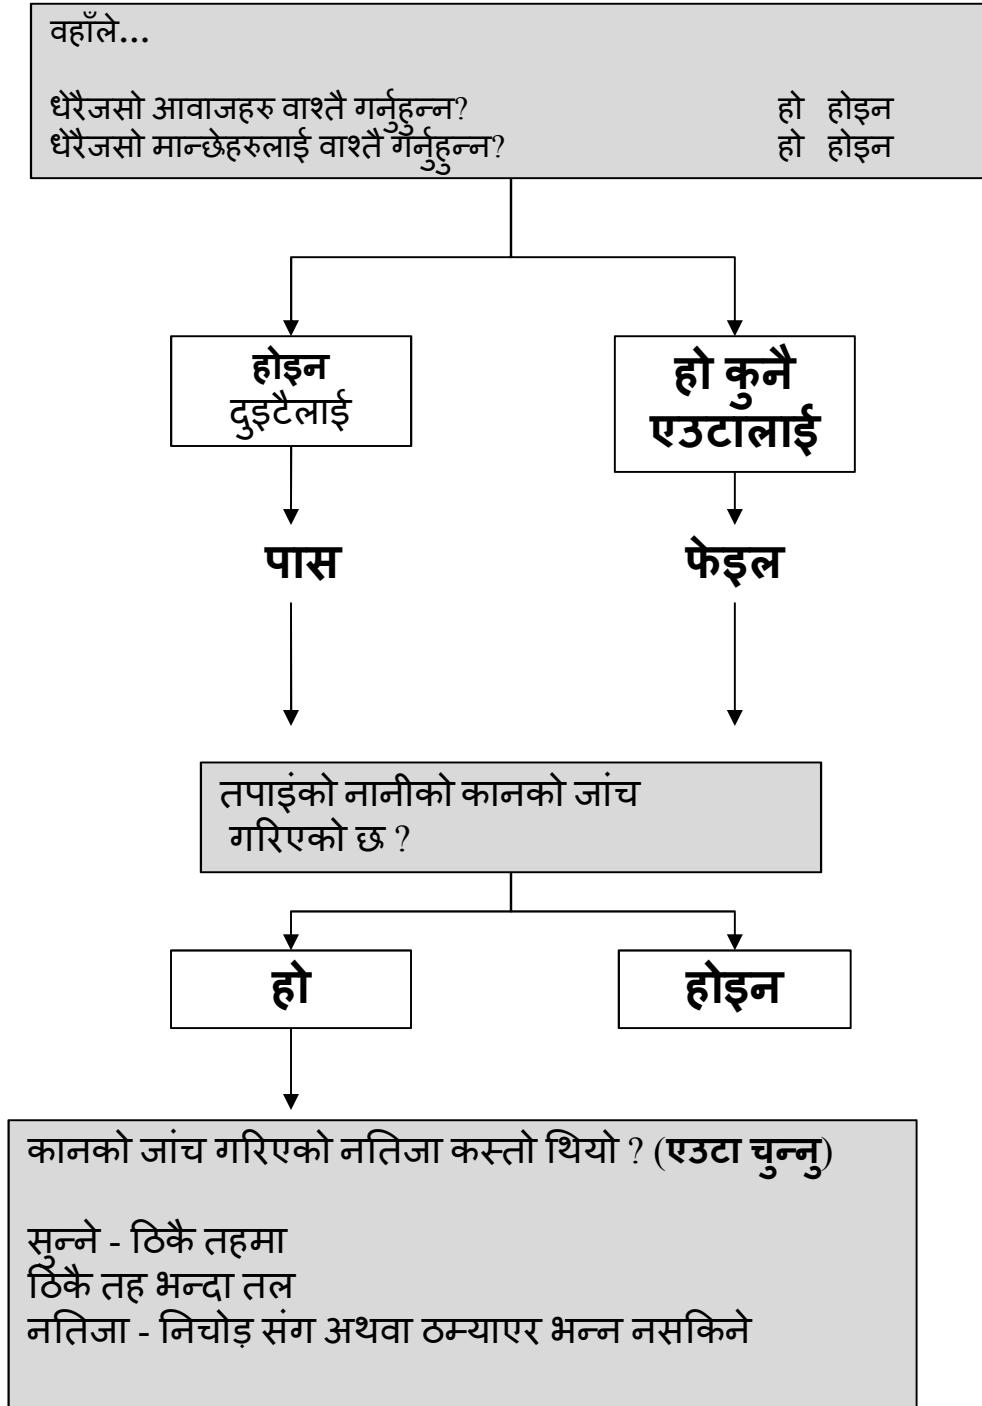 वहाँले...
धेरैजसो आवाजहरु वाश्तै गर्नुहुन्न? हो होइन
धेरैजसो मान्छेहरुलाई वाश्तै गर्नुहुन्न? हो होइन
होइन
दुइटैलाई
हो कुनै
एउटालाई
पास
फेइल
तपाइंको नानीको कानको जांच
गरिएको छ ?
हो
होइन
कानको जांच गरिएको नतिजा कस्तो थियो ? (एउटा चुन्नु)
सुन्ने - ठिकै तहमा
ठिकै तह भन्दा तल
नतिजा - निचोड़ संग अथवा ठम्याएर भन्न नसकिने